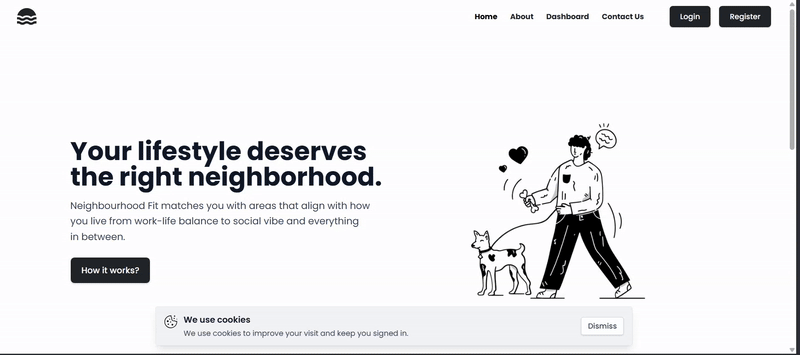 Home About Dashboard Contact Us Login Register
Your lifestyle deserves
the right neighborhood.
Neighbourhood Fit matches you with areas that align with how
you live from work-life balance to social vibe and everything
in between.
How it works?
We use cookies
We use cookies to improve your visit and keep you signed in.
Dismiss